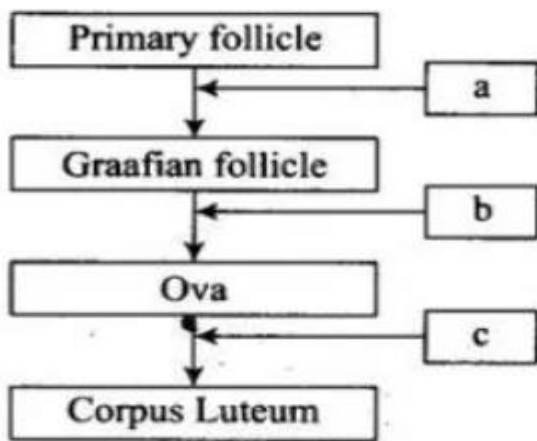 Primary follicle
a
Graafian follicle
b
Ova
c
Corpus Luteum